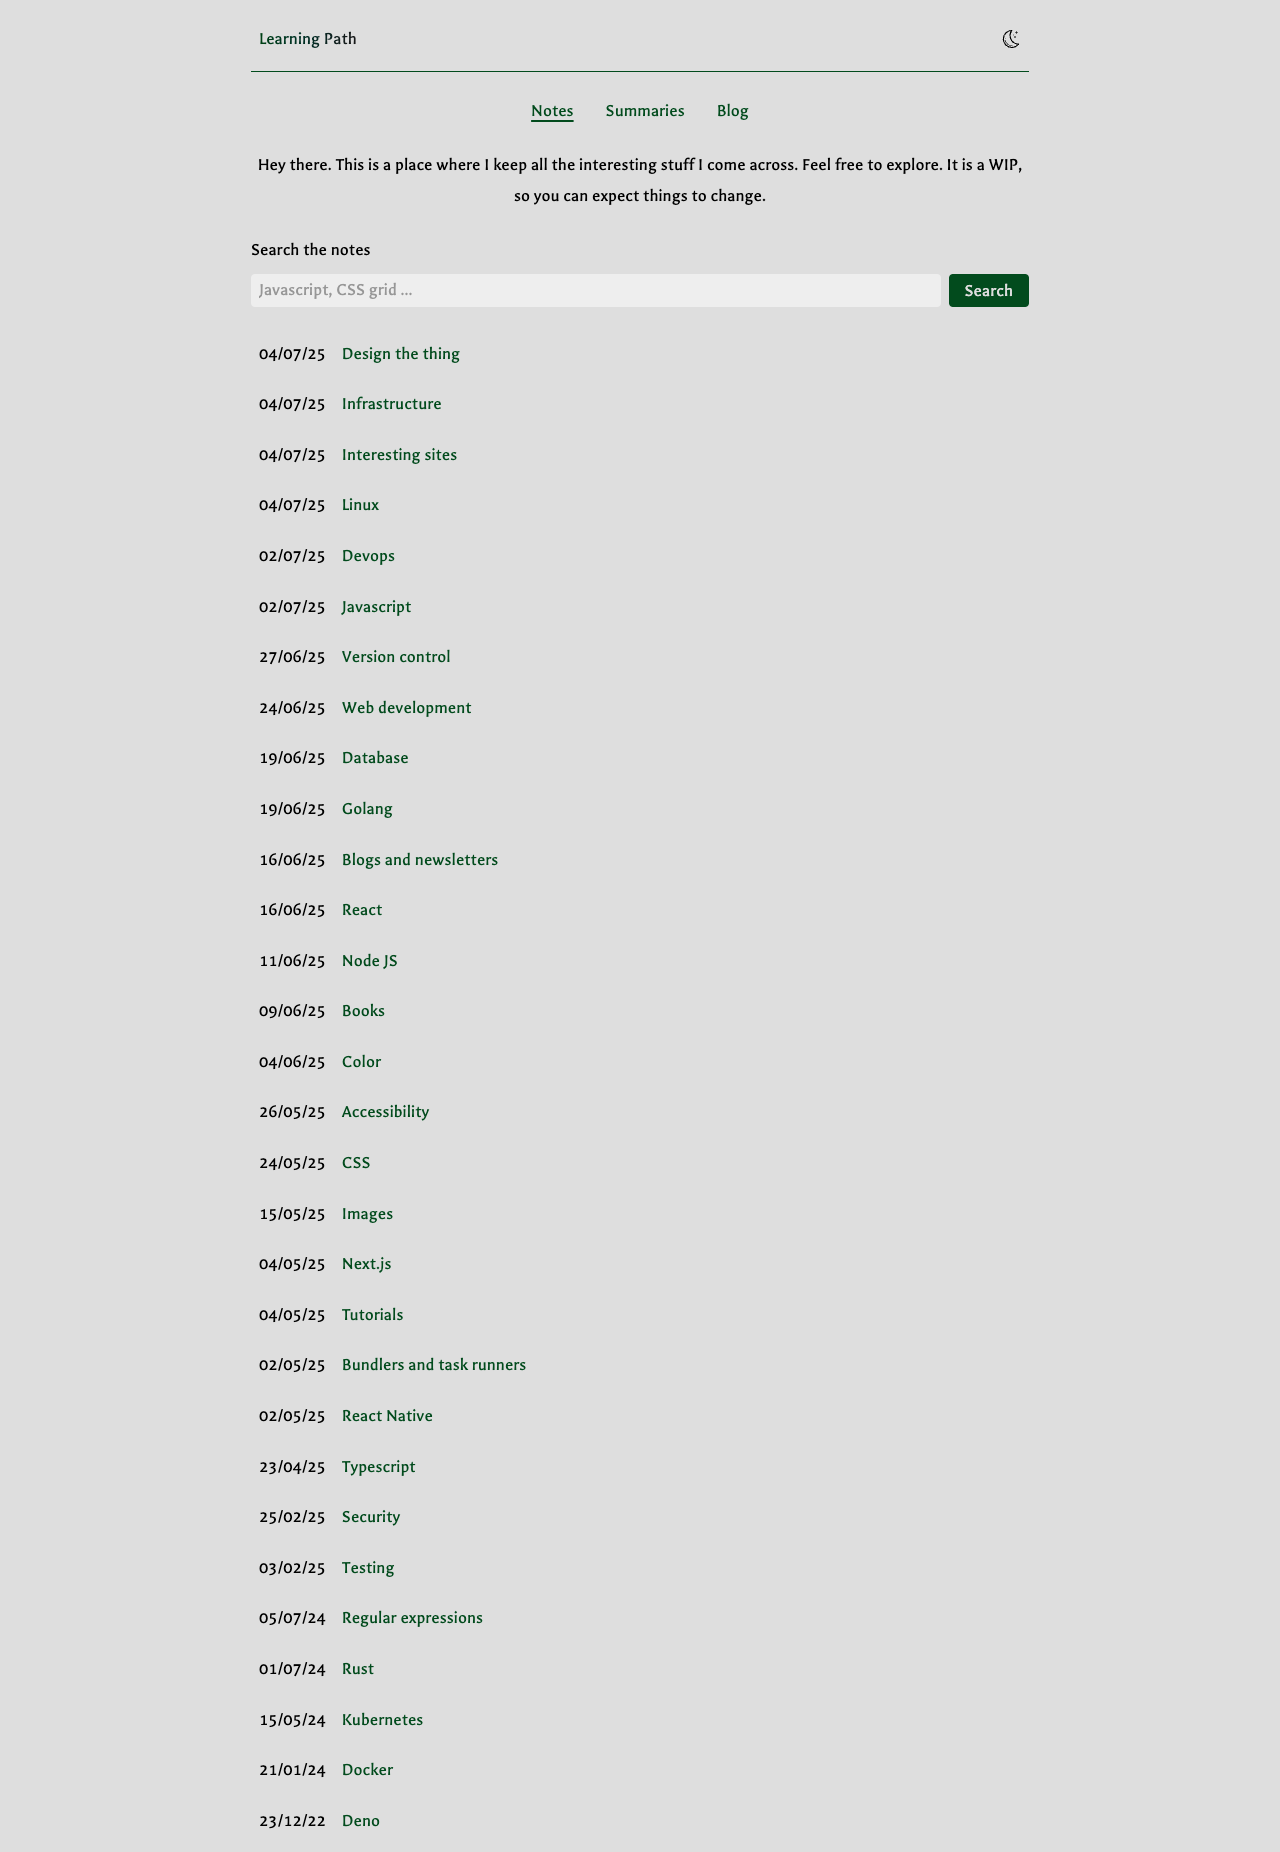 Learning Path
Notes Summaries Blog
Hey there. This is a place where I keep all the interesting stuff I come across. Feel free to explore. It is a WIP,
so you can expect things to change.
Search the notes
Javascript, CSS grid ... Search
04/07/25 Design the thing
04/07/25 Infrastructure
04/07/25 Interesting sites
04/07/25 Linux
02/07/25 Devops
02/07/25 Javascript
27/06/25 Version control
24/06/25 Web development
19/06/25 Database
19/06/25 Golang
16/06/25 Blogs and newsletters
16/06/25 React
11/06/25 Node JS
09/06/25 Books
04/06/25 Color
26/05/25 Accessibility
24/05/25 CSS
15/05/25 Images
04/05/25 Next.js
04/05/25 Tutorials
02/05/25 Bundlers and task runners
02/05/25 React Native
23/04/25 Typescript
25/02/25 Security
03/02/25 Testing
05/07/24 Regular expressions
01/07/24 Rust
15/05/24 Kubernetes
21/01/24 Docker
23/12/22 Deno